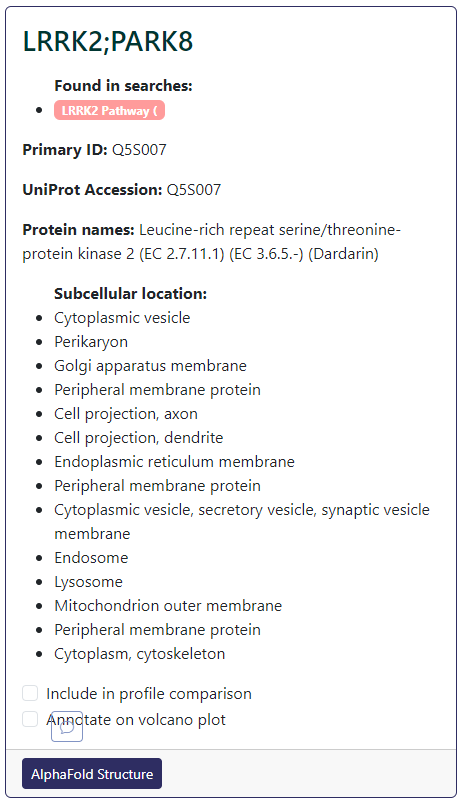 LRRK2;PARK8
Found in searches:
LRRK2 Pathway (
Primary ID: Q5S007
UniProt Accession: Q5S007
Protein names: Leucine-rich repeat serine/threonine-
protein kinase 2 (EC 2.7.11.1) (EC 3.6.5.-) (Dardarin)
Subcellular location:
Cytoplasmic vesicle
Perikaryon
Golgi apparatus membrane
Peripheral membrane protein
Cell projection, axon
Cell projection, dendrite
Endoplasmic reticulum membrane
Peripheral membrane protein
Cytoplasmic vesicle, secretory vesicle, synaptic vesicle
membrane
Endosome
Lysosome
Mitochondrion outer membrane
Peripheral membrane protein
Cytoplasm, cytoskeleton
Include in profile comparison
Annotate on volcano plot
AlphaFold Structure